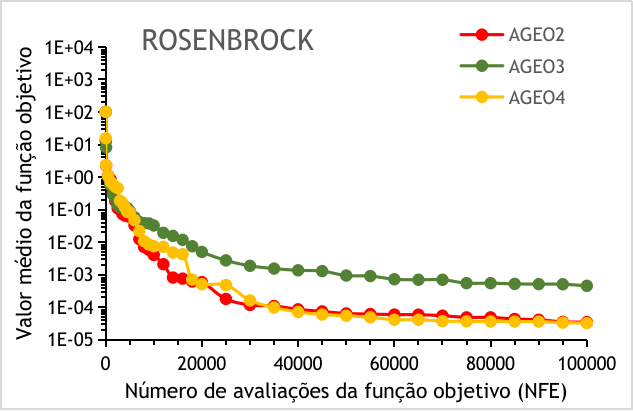 ROSENBROCK
AGEO2
AGEO3
AGEO4
Valor médio da função objetivo
1E+04
1E+03
1E+02
1E+01
1E+00
1E-01
1E-02
1E-03
1E-04
1E-05
0 20000 40000 60000 80000 100000
Número de avaliações da função objetivo (NFE)